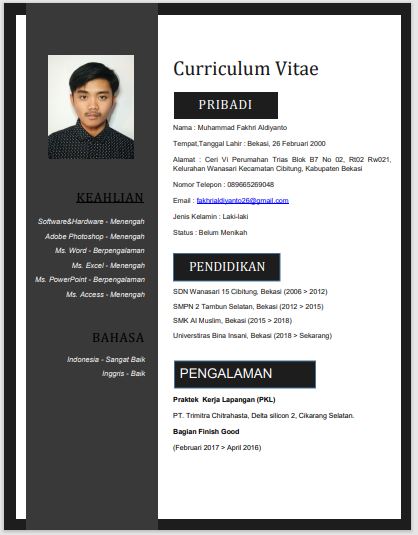 Curriculum Vitae
PRIBADI
Nama : Muhammad Fakhri Aldiyanto
Tempat,Tanggal Lahir : Bekasi, 26 Februari 2000
Alamat : Ceri Vi Perumahan Trias Blok B7 No 02, Rt02 Rw021,
Kelurahan Wanasari Kecamatan Cibitung, Kabupaten Bekasi
Nomor Telepon : 089665269048
Email : fakhrialdiyanto26@gmail.com
Jenis Kelamin : Laki-laki
Status : Belum Menikah
KEAHLIAN
Software&Hardware - Menengah
Adobe Photoshop - Menengah
Ms. Word - Berpengalaman
Ms. Excel - Menengah
Ms. PowerPoint - Berpengalaman
Ms. Access - Menengah
BAHASA
Indonesia - Sangat Baik
Inggris - Baik
PENDIDIKAN
SDN Wanasari 15 Cibitung, Bekasi (2006 > 2012)
SMPN 2 Tambun Selatan, Bekasi (2012 > 2015)
SMK Al Muslim, Bekasi (2015 > 2018)
Universtiras Bina Insani, Bekasi (2018 > Sekarang)
PENGALAMAN
Praktek Kerja Lapangan (PKL)
PT. Trimitra Chitrahasta, Delta silicon 2, Cikarang Selatan.
Bagian Finish Good
(Februari 2017 > April 2016)